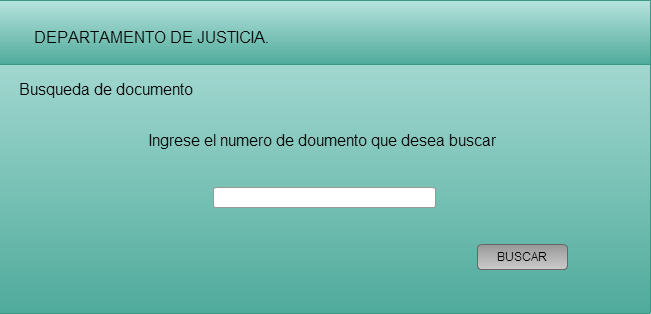 DEPARTAMENTO DE JUSTICIA.
Busqueda de documento
Ingrese el numero de doumento que desea buscar
BUSCAR